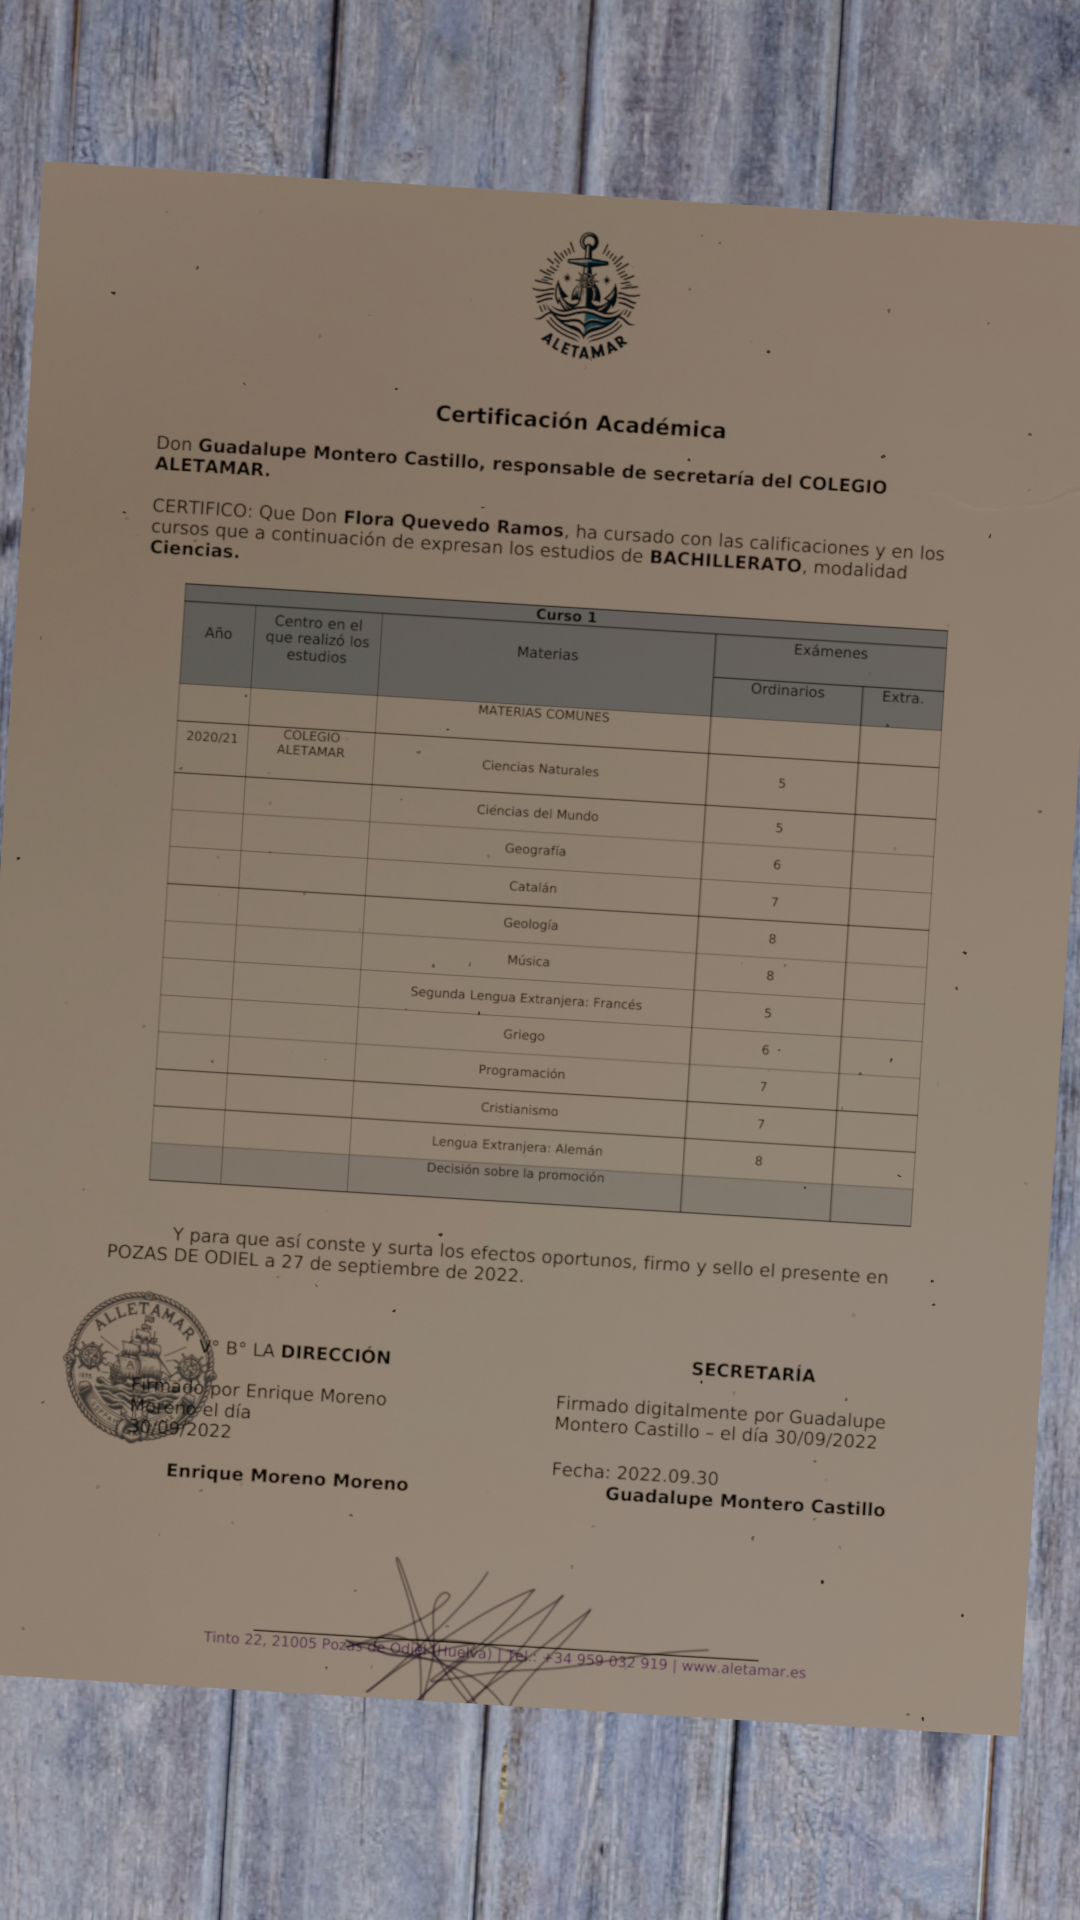 ALETAMAR
Certificación Académica
Don Guadalupe Montero Castillo, responsable de secretaría del COLEGIO
ALETAMAR.
CERTIFICO: Que Don Flora Quevedo Ramos, ha cursado con las calificaciones y en los
cursos que a continuación de expresan los estudios de BACHILLERATO, modalidad
Ciencias.
Curso 1
Año Centro en el que realizó los estudios Materias Exámenes
Ordinarios Extra.
MATERIAS COMUNES
2020/21 COLEGIO ALETAMAR Ciencias Naturales 5
Ciencias del Mundo 5
Geografía 6
Catalán 7
Geología 8
Música 8
Segunda Lengua Extranjera: Francés 5
Griego 6
Programación 7
Cristianismo 7
Lengua Extranjera: Alemán 8
Decisión sobre la promoción
Y para que así conste y surta los efectos oportunos, firmo y sello el presente en
POZAS DE ODIEL a 27 de septiembre de 2022.
ALLETAMAR
V° B° LA DIRECCIÓN
Firmado por Enrique Moreno
Moreno el día
30/09/2022
Enrique Moreno Moreno
SECRETARÍA
Firmado digitalmente por Guadalupe
Montero Castillo – el día 30/09/2022
Fecha: 2022.09.30
Guadalupe Montero Castillo
Tinto 22, 21005 Pozas de Odiel (Huelva) | Tel.: +34 959 032 919 | www.aletamar.es